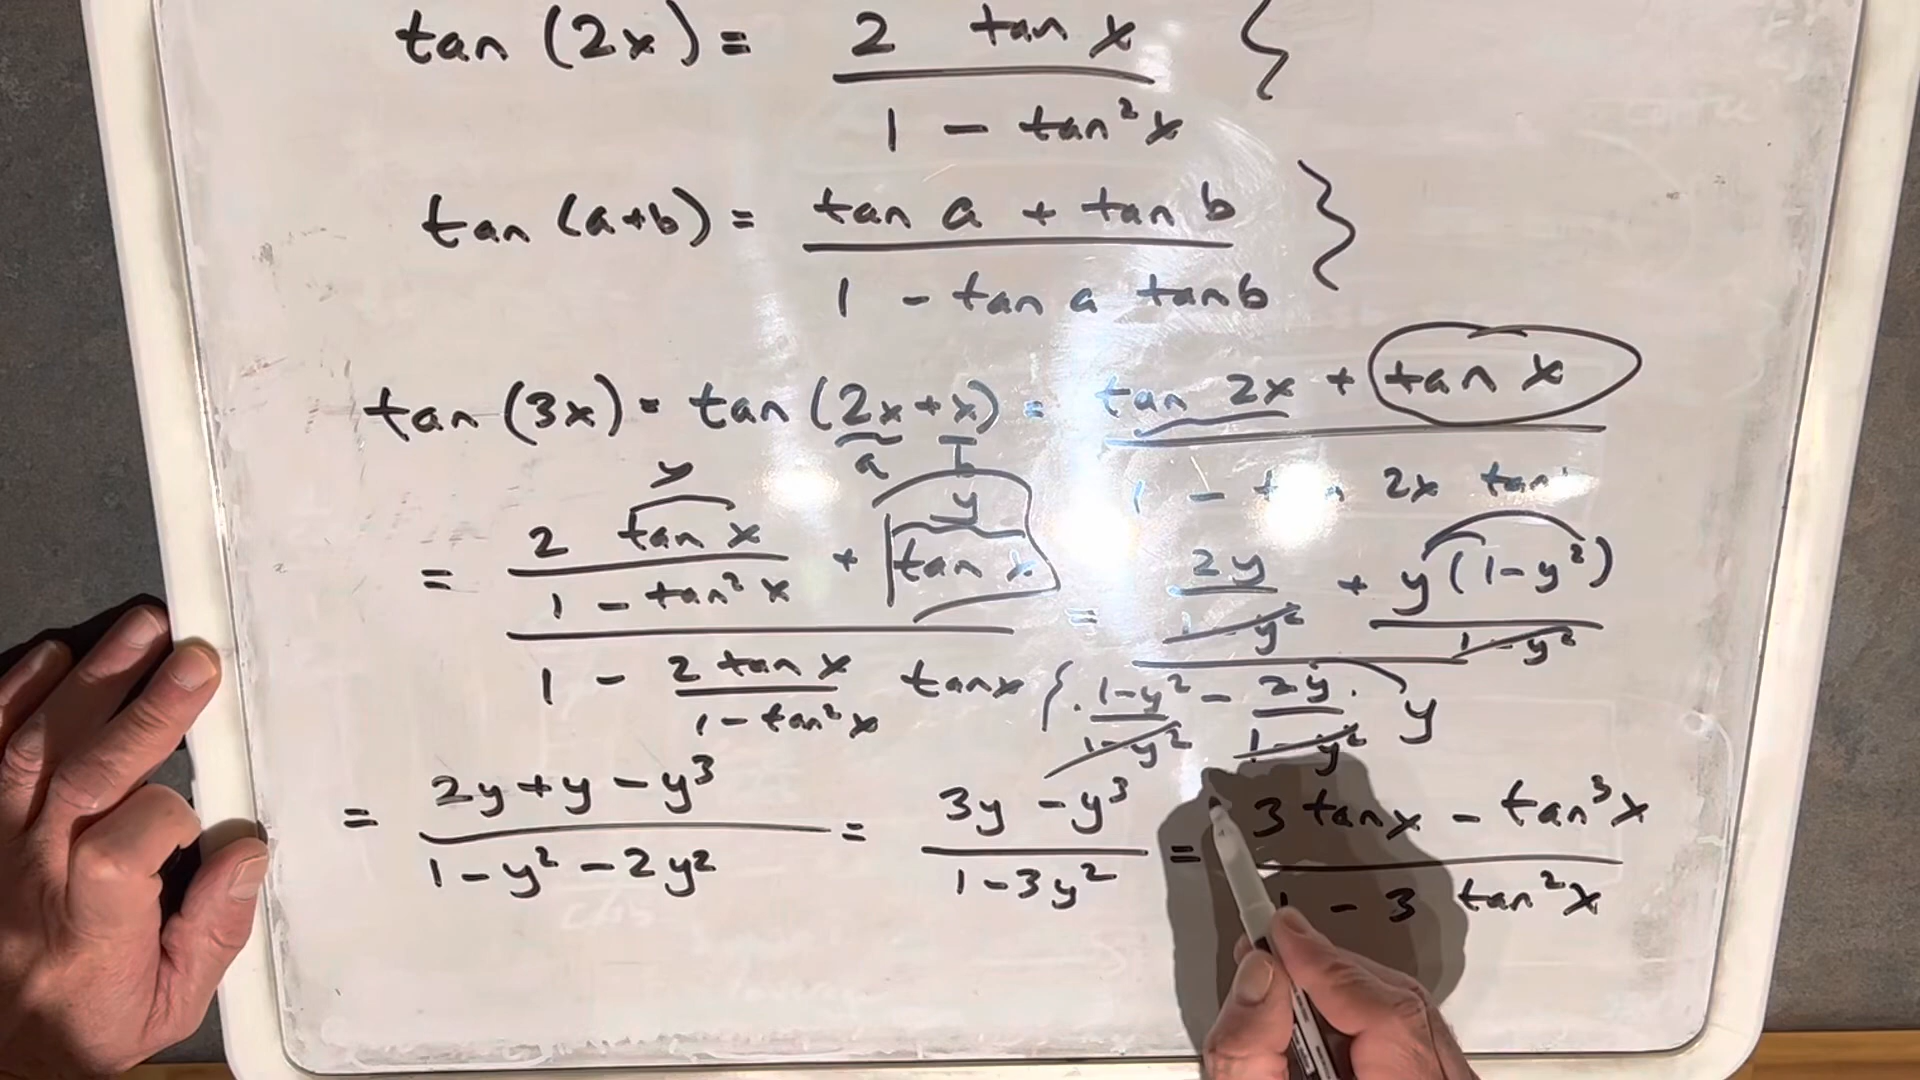 tan (2x) = 2 tan x
1 - tan²x
tan (a+b) = tan a + tan b
1 - tan a tan b
tan (3x) = tan (2x+x) = tan 2x + tan x
a
1 - 2x tan
y y
= 2 tan x + tan x = 2y + y(1-y²)
1 - tan²x 1-y² 1-y²
1 - 2 tan x tanx 1-y² - 2y . y
1 - tan²x 1-y² 1-y²
= 2y+y-y³ = 3y-y³ = 3 tanx - tan³x
1-y²-2y² 1-3y² 1 - 3 tan²x